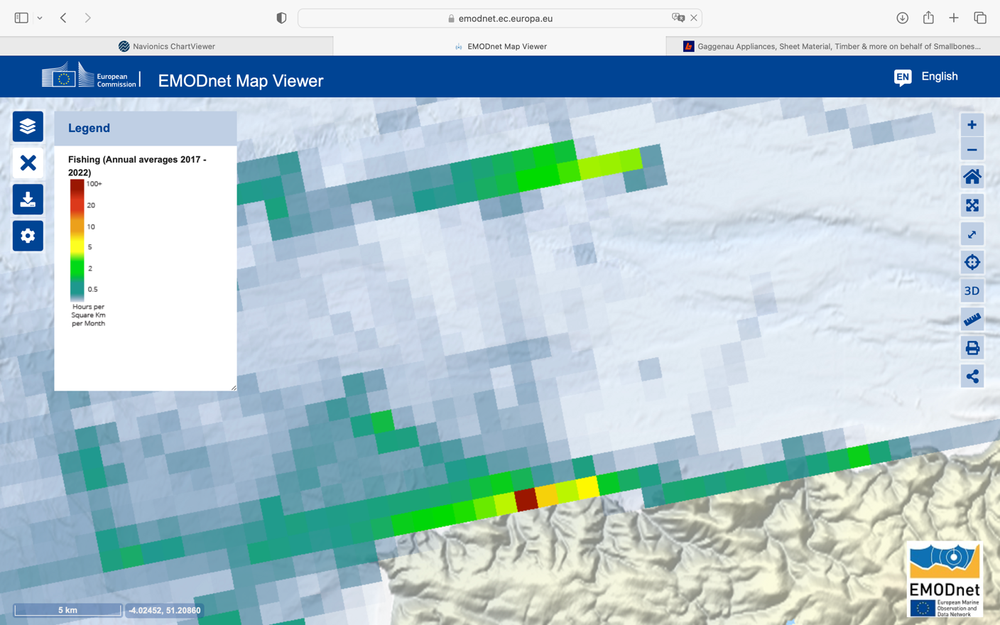 emodnet.ec.europa.eu
Navionics ChartViewer
EMODnet Map Viewer
Gaggenau Appliances, Sheet Material, Timber & more on behalf of Smallbones...
European
Commission
EMODnet Map Viewer
EN
English
Legend
Fishing (Annual averages 2017 -
2022)
100+
20
10
5
2
0.5
Hours per
Square Km
per Month
3D
5 km
-4.02452, 51.20860
EMODnet
European Marine
Observation and
Data Network